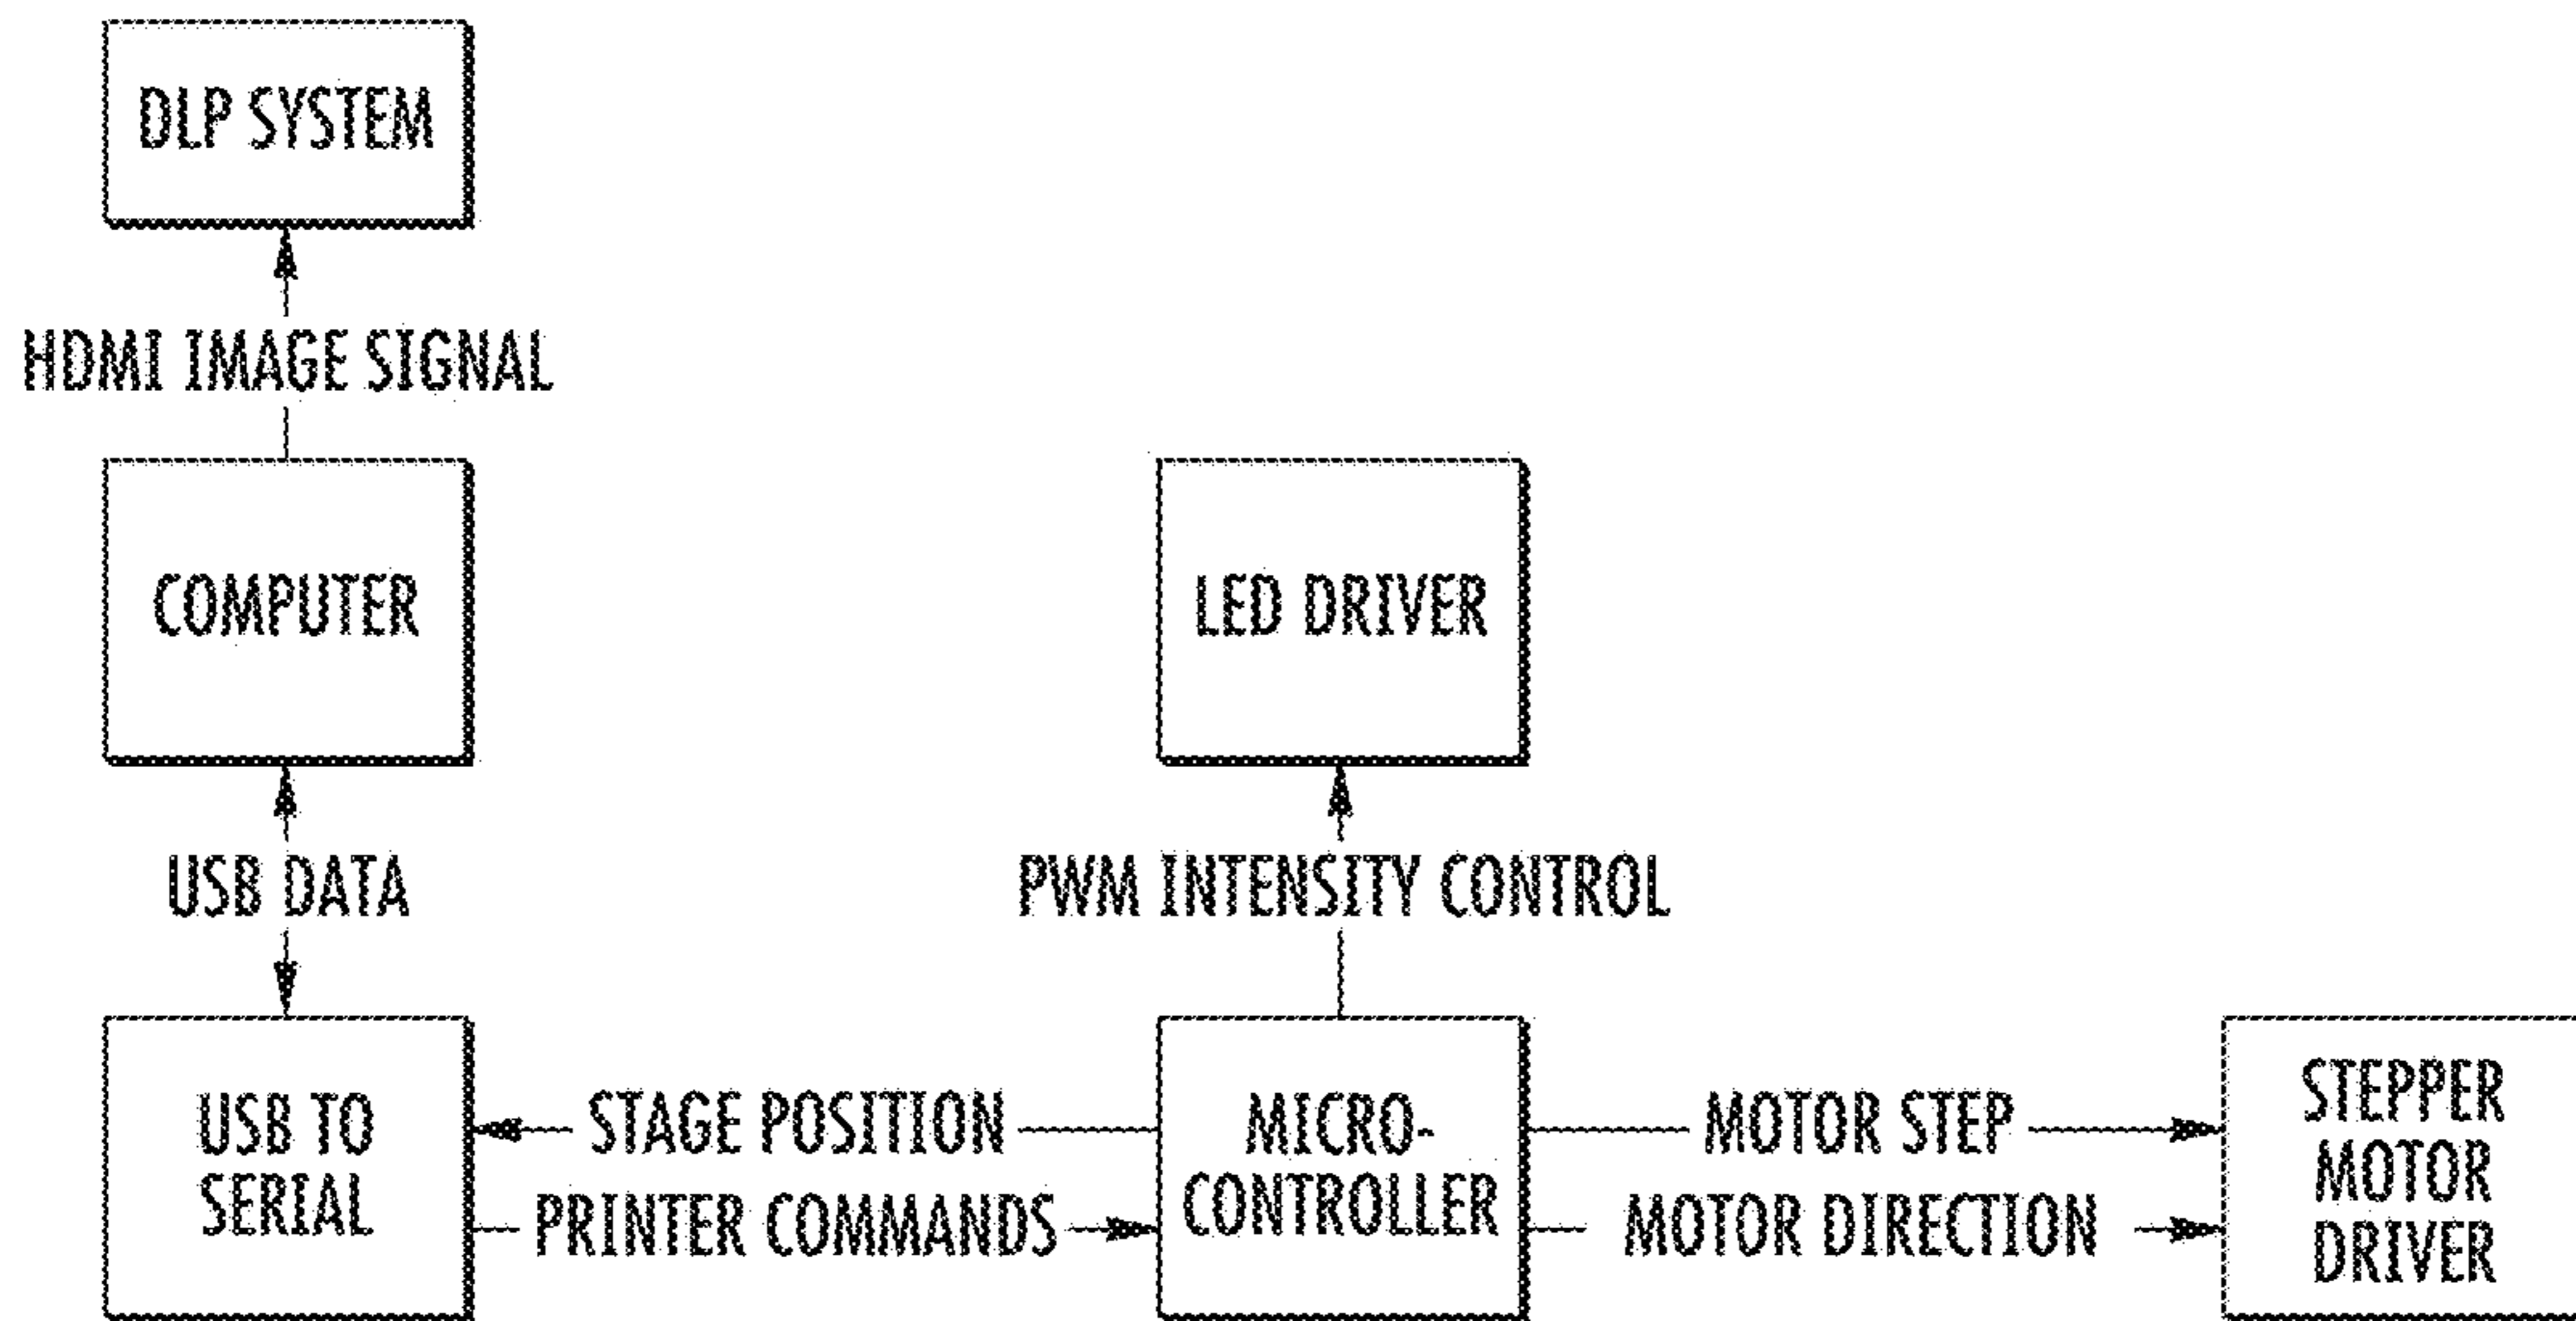 DLP SYSTEM
HDMI IMAGE SIGNAL
COMPUTER
LED DRIVER
USB DATA
PWM INTENSITY CONTROL
USB TO
SERIAL
STAGE POSITION
PRINTER COMMANDS
MICRO-
CONTROLLER
MOTOR STEP
MOTOR DIRECTION
STEPPER
MOTOR
DRIVER